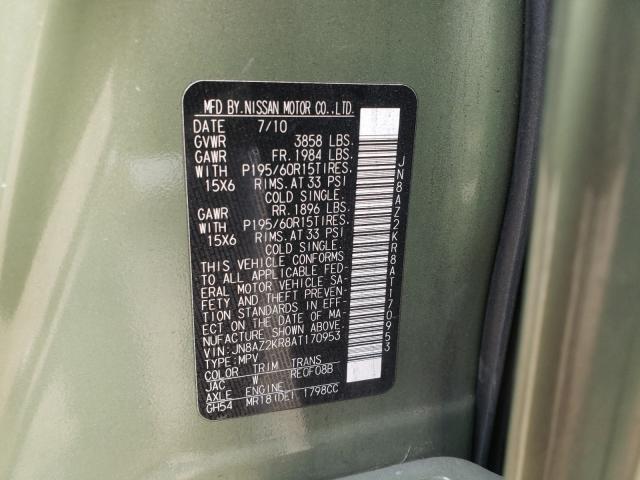 MFD BY.NISSAN MOTOR CO.,LTD.
DATE 7/10
GVWR 3858 LBS.
GAWR FR. 1984 LBS.
WITH P195/60R15TIRES,
15X6 RIMS.AT 33 PSI
COLD SINGLE.
GAWR RR. 1896 LBS.
WITH P195/60R15TIRES,
15X6 RIMS.AT 33 PSI
COLD SINGLE.
THIS VEHICLE CONFORMS
TO ALL APPLICABLE FED-
ERAL MOTOR VEHICLE SA-
FETY AND THEFT PREVEN-
TION STANDARDS IN EFF-
ECT ON THE DATE OF MA-
NUFACTURE SHOWN ABOVE.
VIN:JN8AZ2KR8AT170953
TYPE:MPV
COLOR TRIM TRANS
JAC W RE0F08B
AXLE ENGINE
GH54 MR18(DE) 1798CC
JN8AZ2KR8AT170953